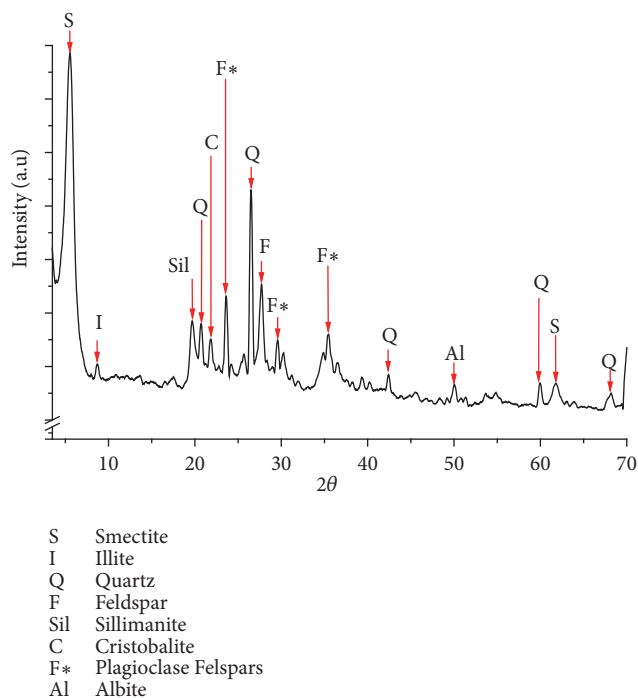 S
F*
C
Q
Q
F
Sil
F*
F*
Q
I
S
Q
Al
Q
Intensity (a.u)
10 20 30 40 50 60 70
2θ
S Smectite
I Illite
Q Quartz
F Feldspar
Sil Sillimanite
C Cristobalite
F* Plagioclase Felspars
Al Albite